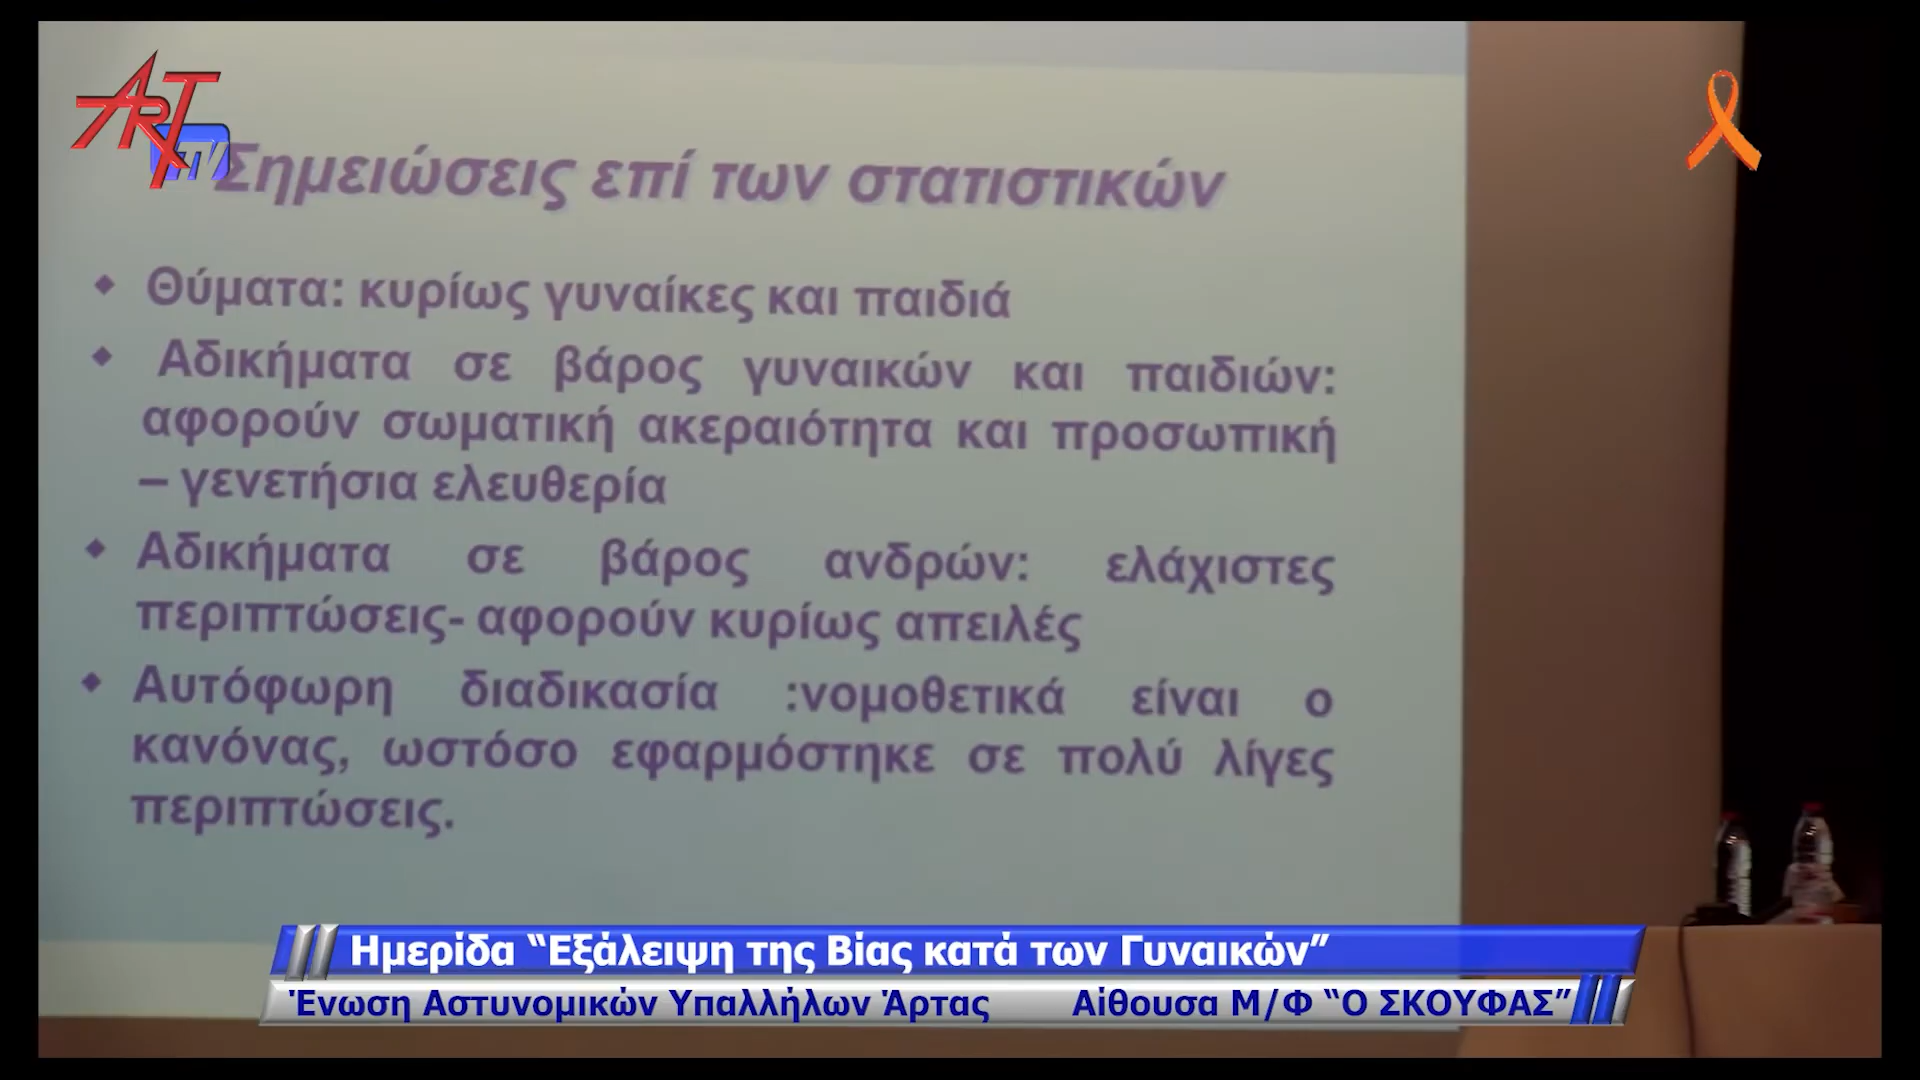 ART TV
Σημειώσεις επί των στατιστικών
Θύματα: κυρίως γυναίκες και παιδιά
Αδικήματα σε βάρος γυναικών και παιδιών:
αφορούν σωματική ακεραιότητα και προσωπική
– γενετήσια ελευθερία
Αδικήματα σε βάρος ανδρών: ελάχιστες
περιπτώσεις- αφορούν κυρίως απειλές
Αυτόφωρη διαδικασία :νομοθετικά είναι ο
κανόνας, ωστόσο εφαρμόστηκε σε πολύ λίγες
περιπτώσεις.
Ημερίδα “Εξάλειψη της Βίας κατά των Γυναικών”
Ένωση Αστυνομικών Υπαλλήλων Άρτας Αίθουσα Μ/Φ “Ο ΣΚΟΥΦΑΣ”